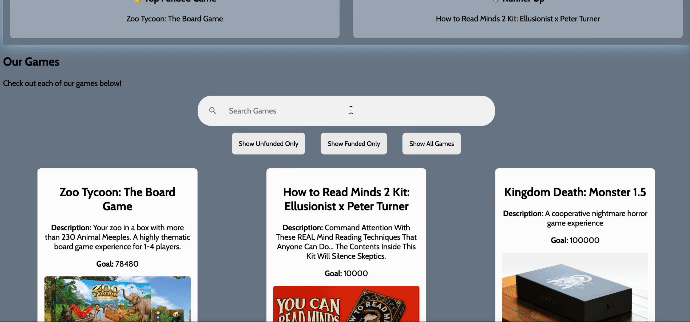 Top Funded Game
Runner Up
Zoo Tycoon: The Board Game
How to Read Minds 2 Kit: Ellusionist x Peter Turner
Our Games
Check out each of our games below!
Search Games
Show Unfunded Only
Show Funded Only
Show All Games
Zoo Tycoon: The Board
Game
Description: Your zoo in a box with more
than 230 Animal Meeples. A highly thematic
board game experience for 1-4 players.
Goal: 78480
ZOO TYCOON
How to Read Minds 2 Kit:
Ellusionist x Peter Turner
Description: Command Attention With
These REAL Mind Reading Techniques That
Anyone Can Do... The Contents Inside This
Kit Will Silence Skeptics.
Goal: 10000
YOU CAN
READ MINDS
Kingdom Death: Monster 1.5
Description: A cooperative nightmare horror
game experience
Goal: 100000